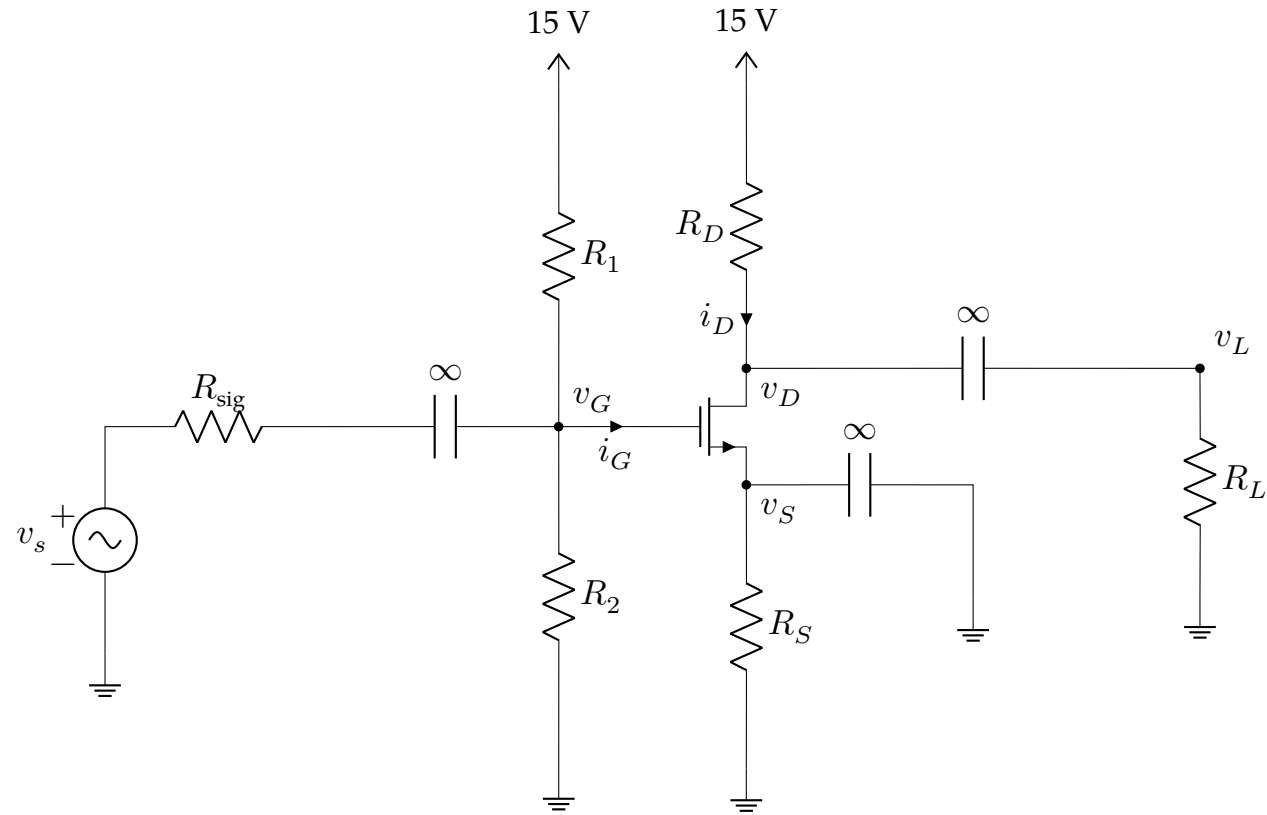 15 V
15 V
R_D
R_1
i_D
∞
v_L
∞
R_sig
v_G
v_D
∞
i_G
R_L
v_S
+
v_s
−
R_2
R_S